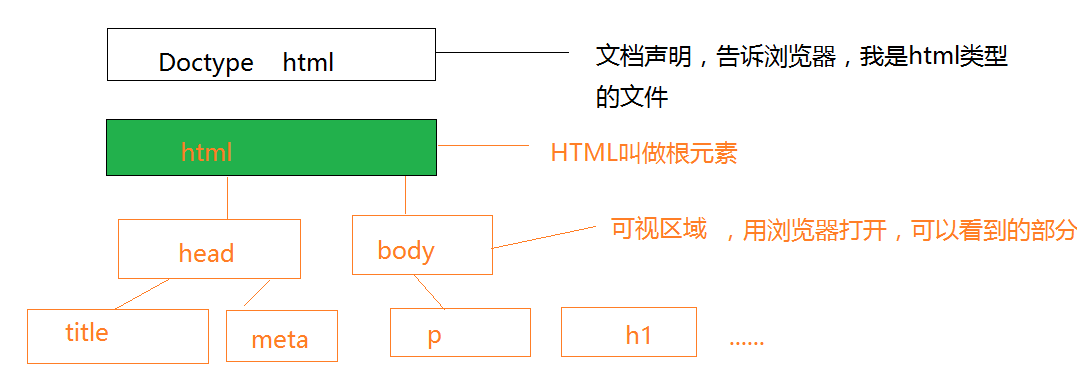 Doctype html
文档声明，告诉浏览器，我是html类型
的文件
html
HTML叫做根元素
head
body
可视区域 ，用浏览器打开，可以看到的部分
title
meta
p
h1
......